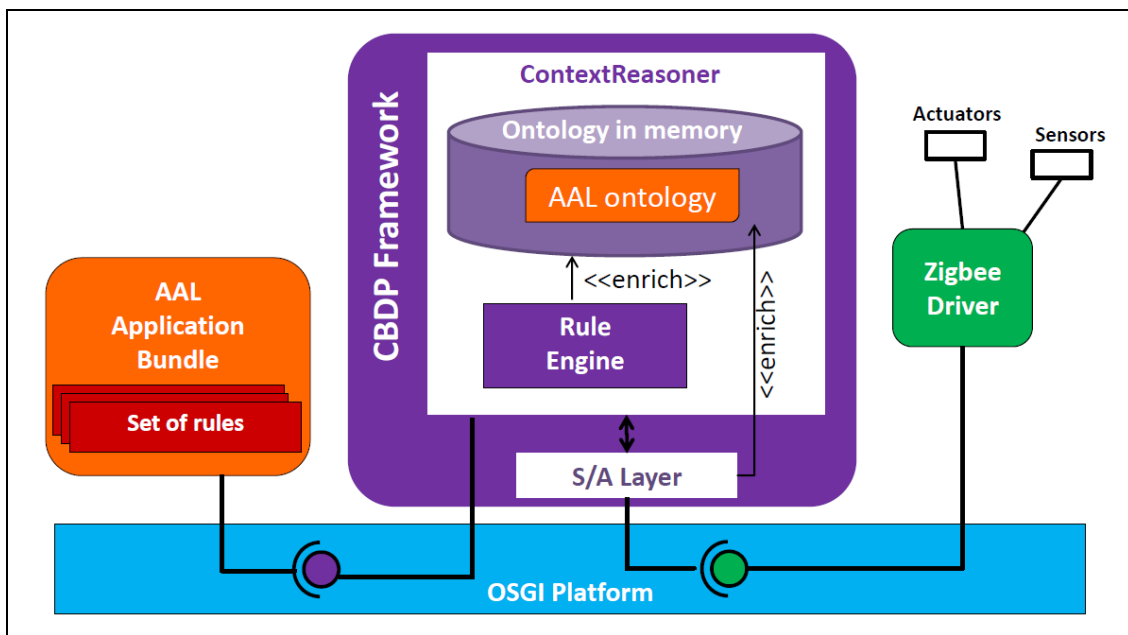 ContextReasoner
Ontology in memory
AAL ontology
<<enrich>>
<<enrich>>
Rule
Engine
CBDP Framework
S/A Layer
AAL
Application
Bundle
Set of rules
Actuators
Sensors
Zigbee
Driver
OSGI Platform